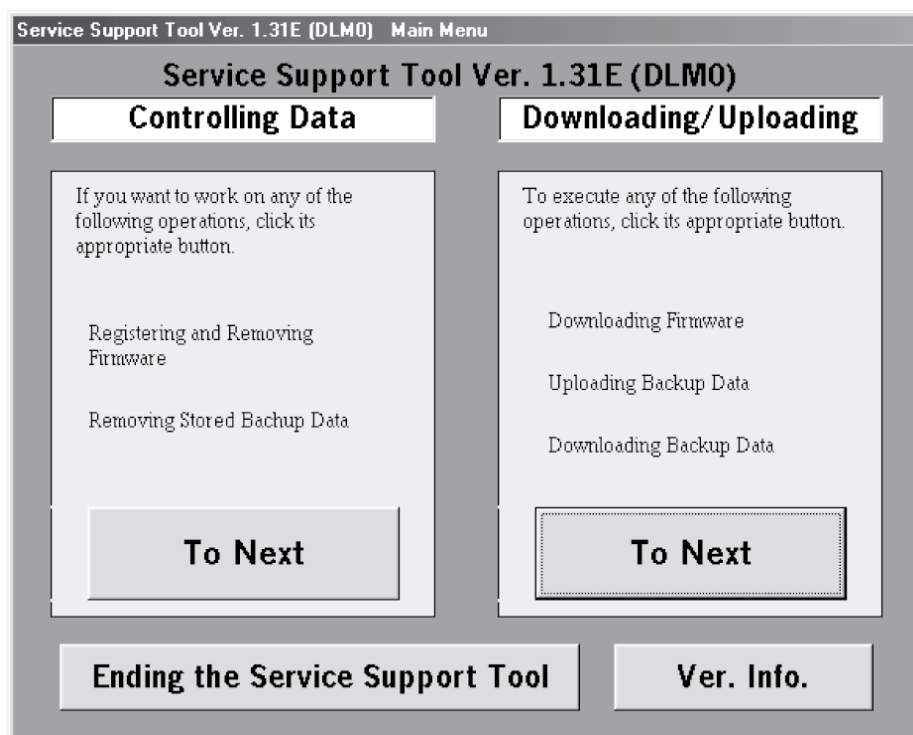 Service Support Tool Ver. 1.31E (DLM0) Main Menu
Service Support Tool Ver. 1.31E (DLM0)
Controlling Data
If you want to work on any of the
following operations, click its
appropriate button.
Registering and Removing
Firmware
Removing Stored Bachup Data
To Next
Downloading/Uploading
To execute any of the following
operations, click its appropriate button.
Downloading Firmware
Uploading Backup Data
Downloading Backup Data
To Next
Ending the Service Support Tool
Ver. Info.